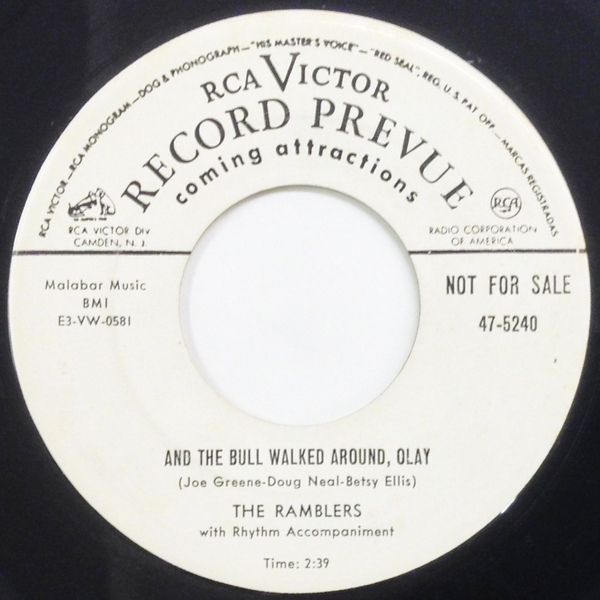 RCA VICTOR—RCA MONOGRAM—DOG & PHONOGRAPH—"HIS MASTER'S VOICE"—"RED SEAL", REG. U. S. PAT. OFF.—MARCAS REGISTRADAS
RCA VICTOR
RECORD PREVUE
coming attractions
RCA VICTOR DIV
CAMDEN, N. J.
RCA
RADIO CORPORATION
OF AMERICA
Malabar Music
BMI
E3-VW-0581
NOT FOR SALE
47-5240
AND THE BULL WALKED AROUND, OLAY
(Joe Greene-Doug Neal-Betsy Ellis)
THE RAMBLERS
with Rhythm Accompaniment
Time: 2:39